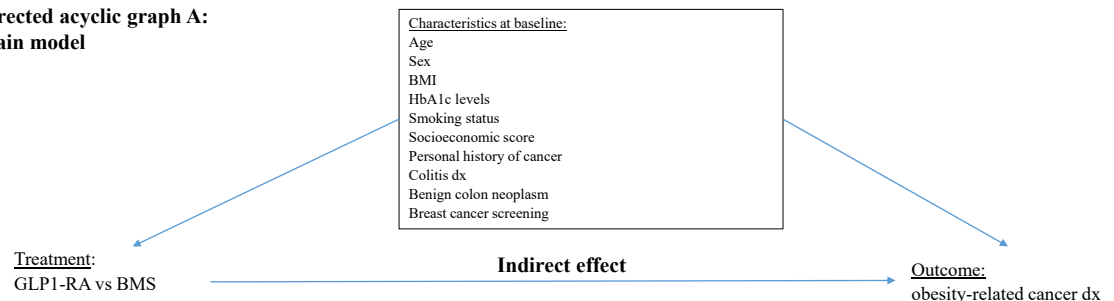 rected acyclic graph A:
ain model
Characteristics at baseline:
Age
Sex
BMI
HbA1c levels
Smoking status
Socioeconomic score
Personal history of cancer
Colitis dx
Benign colon neoplasm
Breast cancer screening
Treatment:
GLP1-RA vs BMS
Indirect effect
Outcome:
obesity-related cancer dx